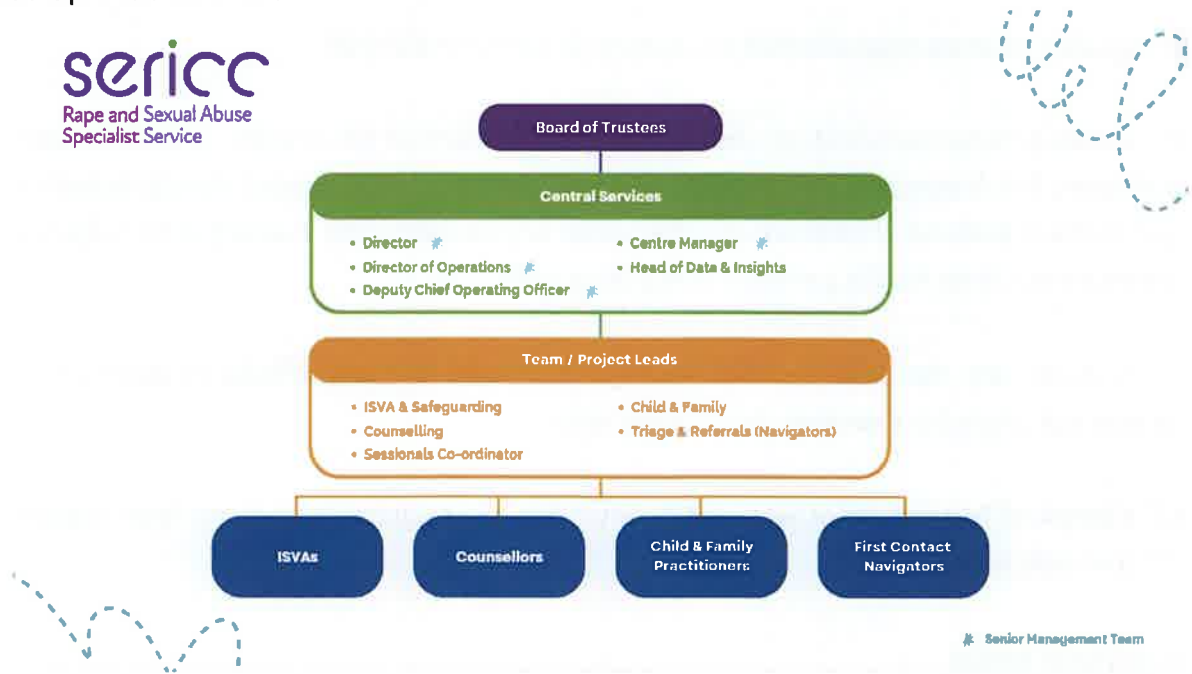 sericc
Rape and Sexual Abuse
Specialist Service
Board of Trustees
Central Services
• Director #
• Director of Operations #
• Deputy Chief Operating Officer #
• Centre Manager #
• Head of Data & Insights
Team / Project Leads
• ISVA & Safeguarding
• Counselling
• Sessionals Co-ordinator
• Child & Family
• Triage & Referrals (Navigators)
ISVAs
Counsellors
Child & Family
Practitioners
First Contact
Navigators
# Senior Management Team